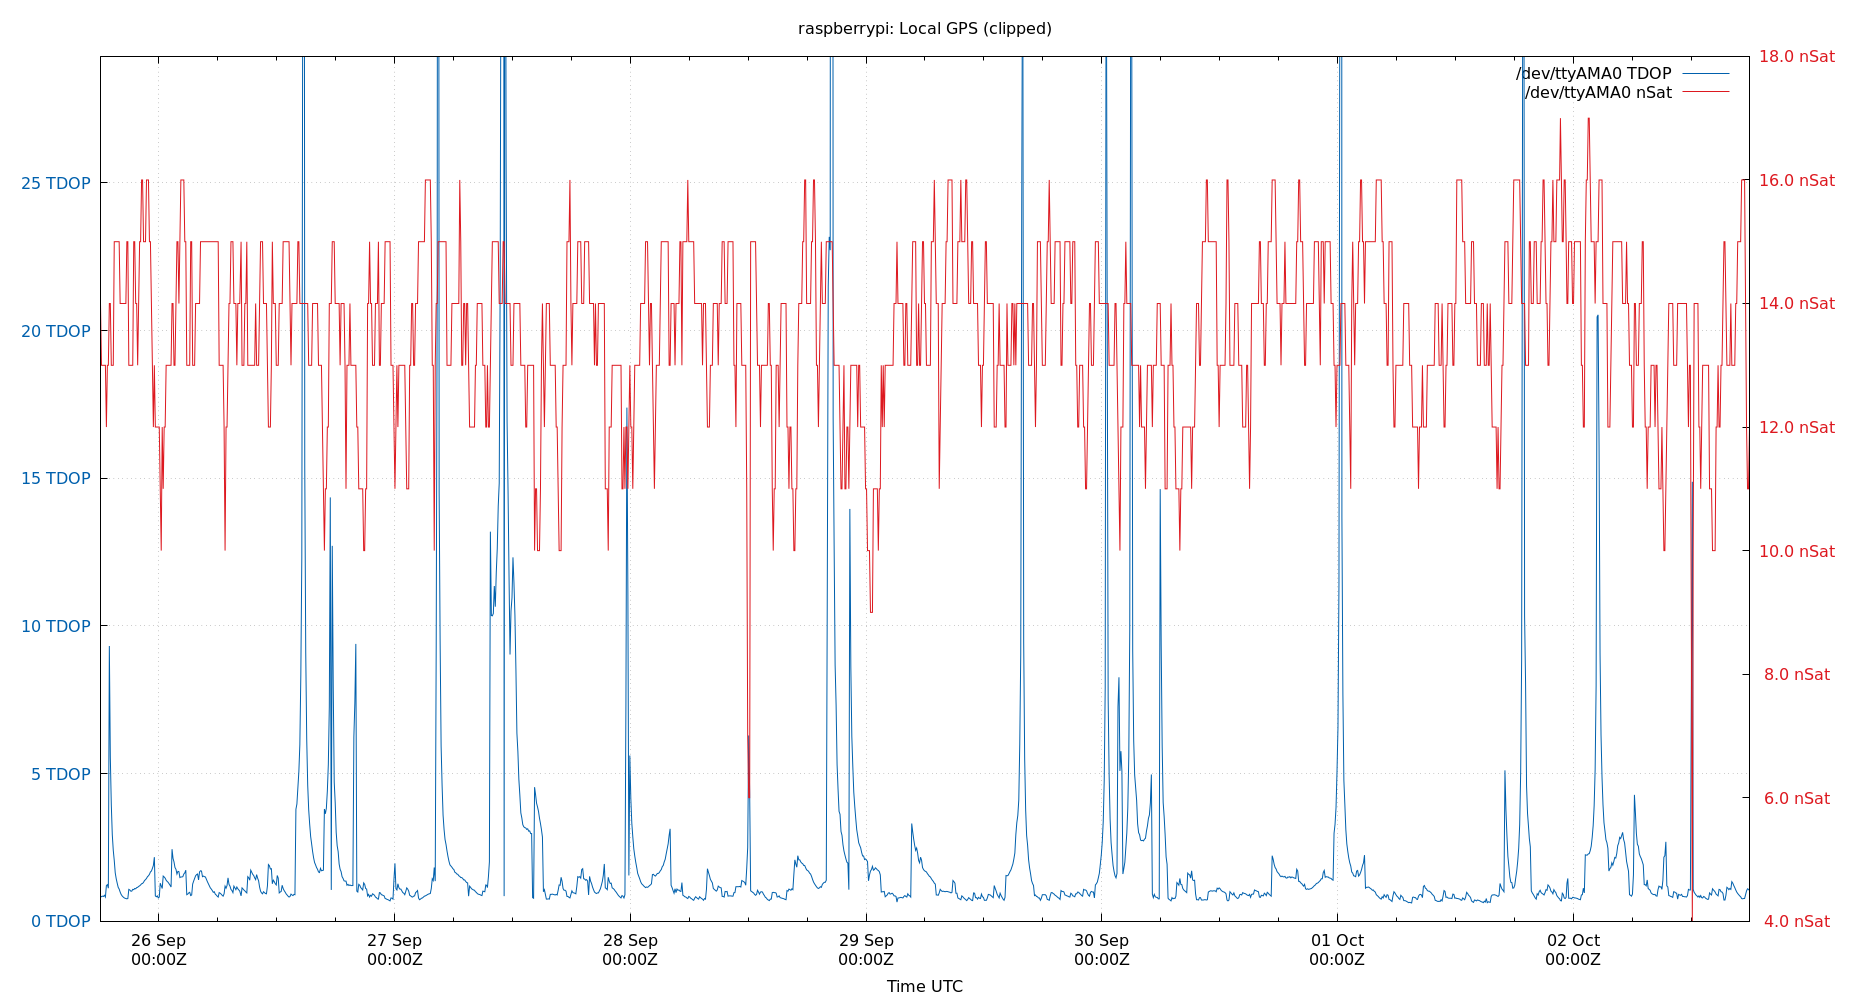 raspberrypi: Local GPS (clipped)
18.0 nSat
/dev/ttyAMA0 TDOP
/dev/ttyAMA0 nSat
25 TDOP
16.0 nSat
20 TDOP
14.0 nSat
15 TDOP
12.0 nSat
10 TDOP
10.0 nSat
8.0 nSat
5 TDOP
6.0 nSat
0 TDOP
4.0 nSat
26 Sep 27 Sep 28 Sep 29 Sep 30 Sep 01 Oct 02 Oct
00:00Z 00:00Z 00:00Z 00:00Z 00:00Z 00:00Z 00:00Z
Time UTC